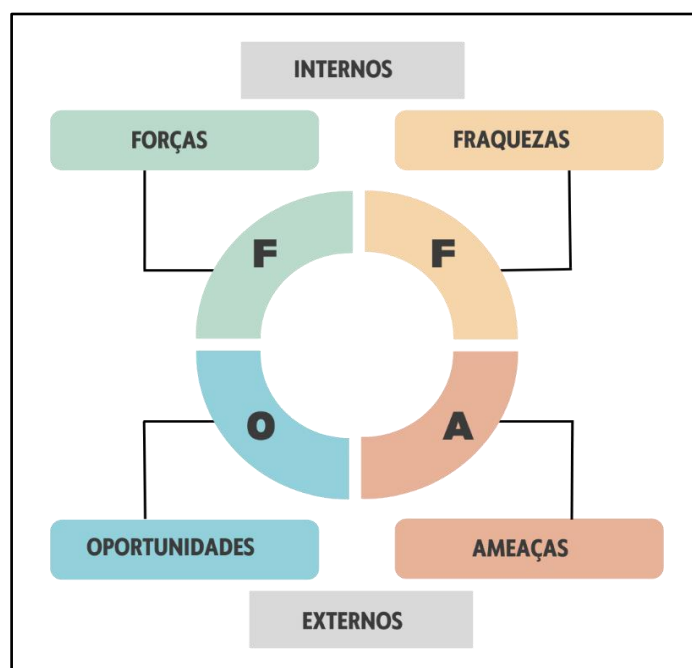 INTERNOS
FORÇAS
FRAQUEZAS
F
F
O
A
OPORTUNIDADES
AMEAÇAS
EXTERNOS